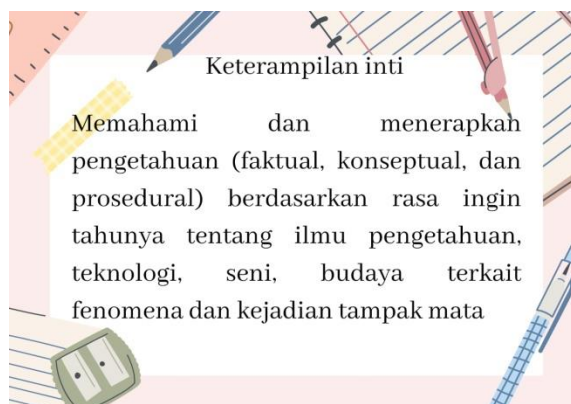 Keterampilan inti
Memahami dan menerapkan
pengetahuan (faktual, konseptual, dan
prosedural) berdasarkan rasa ingin
tahunya tentang ilmu pengetahuan,
teknologi, seni, budaya terkait
fenomena dan kejadian tampak mata